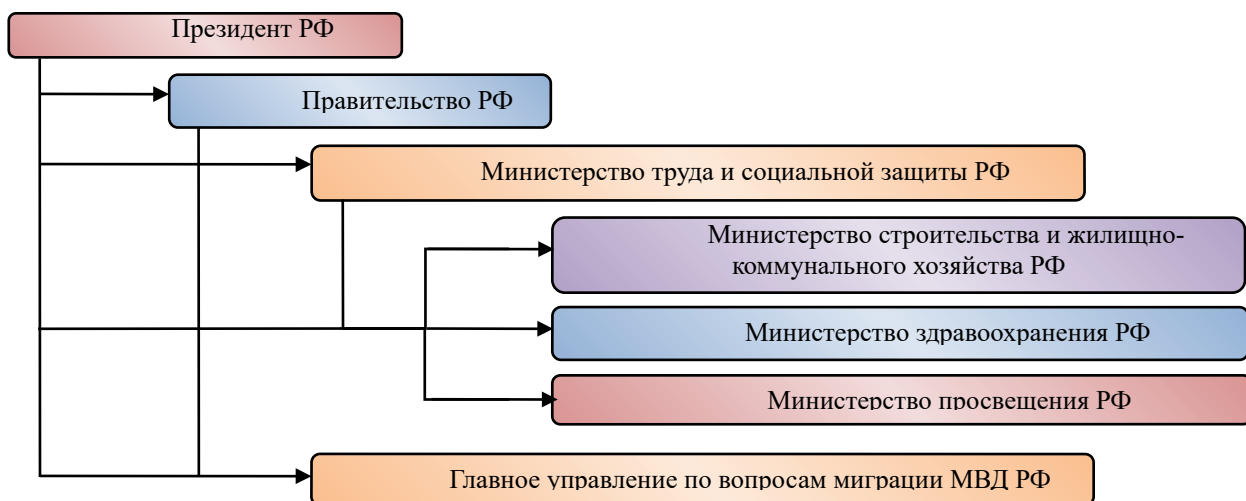 Президент РФ
Правительство РФ
Министерство труда и социальной защиты РФ
Министерство строительства и жилищно-
коммунального хозяйства РФ
Министерство здравоохранения РФ
Министерство просвещения РФ
Главное управление по вопросам миграции МВД РФ